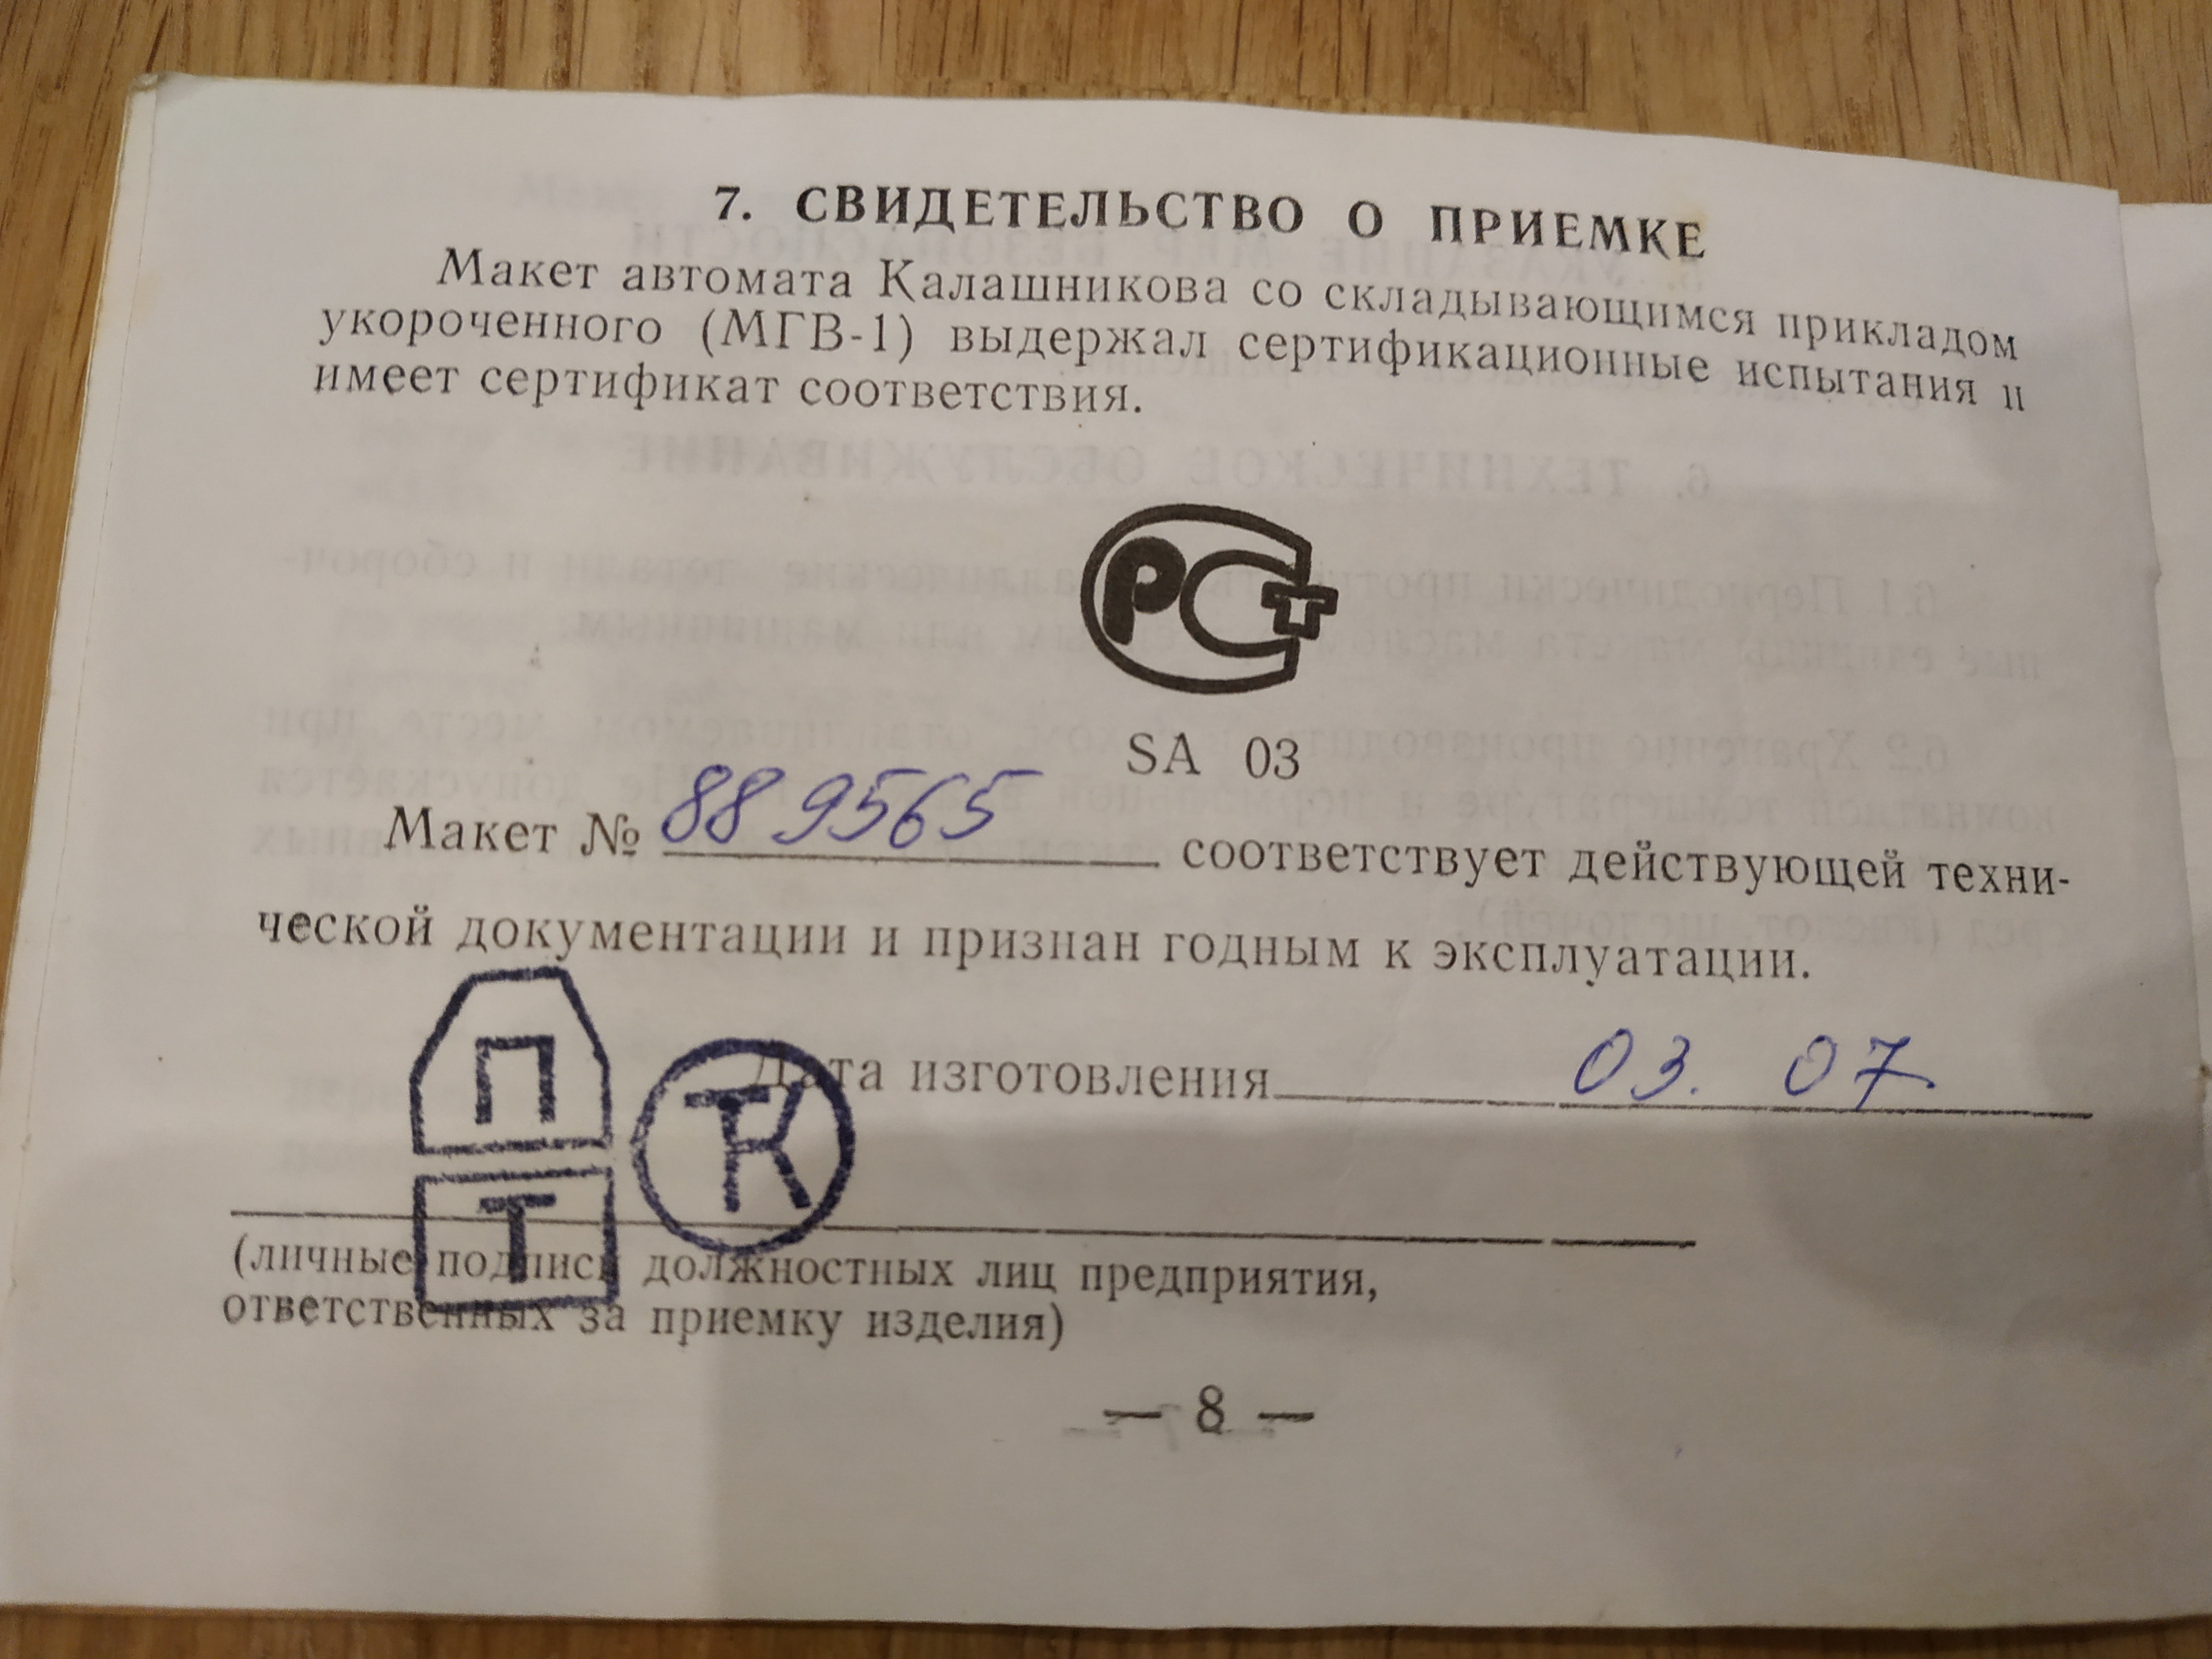 7. СВИДЕТЕЛЬСТВО О ПРИЕМКЕ
Макет автомата Калашникова со складывающимся прикладом
укороченного (МГВ-1) выдержал сертификационные испытания и
имеет сертификат соответствия.
РСТ
SA 03
Макет № 889565 соответствует действующей техни-
ческой документации и признан годным к эксплуатации.
П
Дата изготовления 03. 07
ТК
Т
(личные подписи должностных лиц предприятия,
ответственных за приемку изделия)
— 8 —